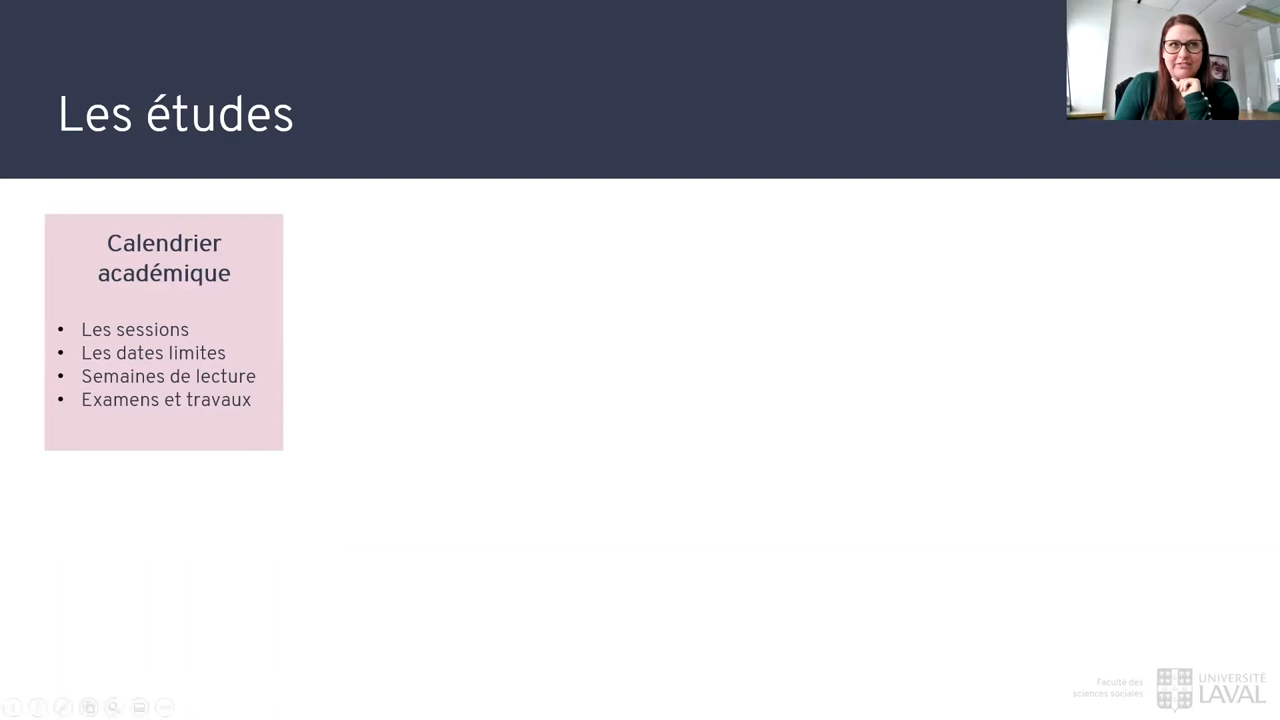 Les études
Calendrier
académique
• Les sessions
• Les dates limites
• Semaines de lecture
• Examens et travaux
Faculté des
sciences sociales
UNIVERSITÉ
LAVAL